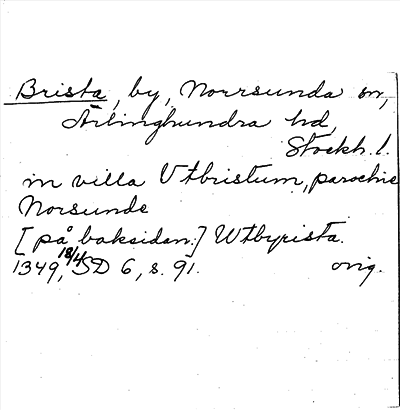 Brista, by, Norrsunda sn,
Ärlinghundra hd,
Stockh. l.
in villa Utbristum, parochie
Norsunde
[på baksidan:] Wtbyrista.
1349, 18/4, SD 6, s. 91. orig.